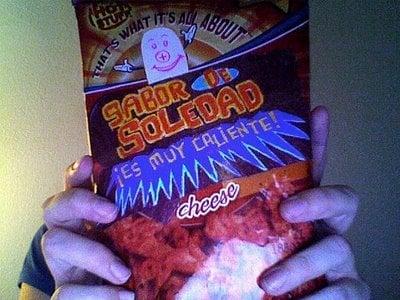 THAT'S WHAT IT'S ALL ABOUT
SABOR DE
SOLEDAD
¡ES MUY CALIENTE!
cheese